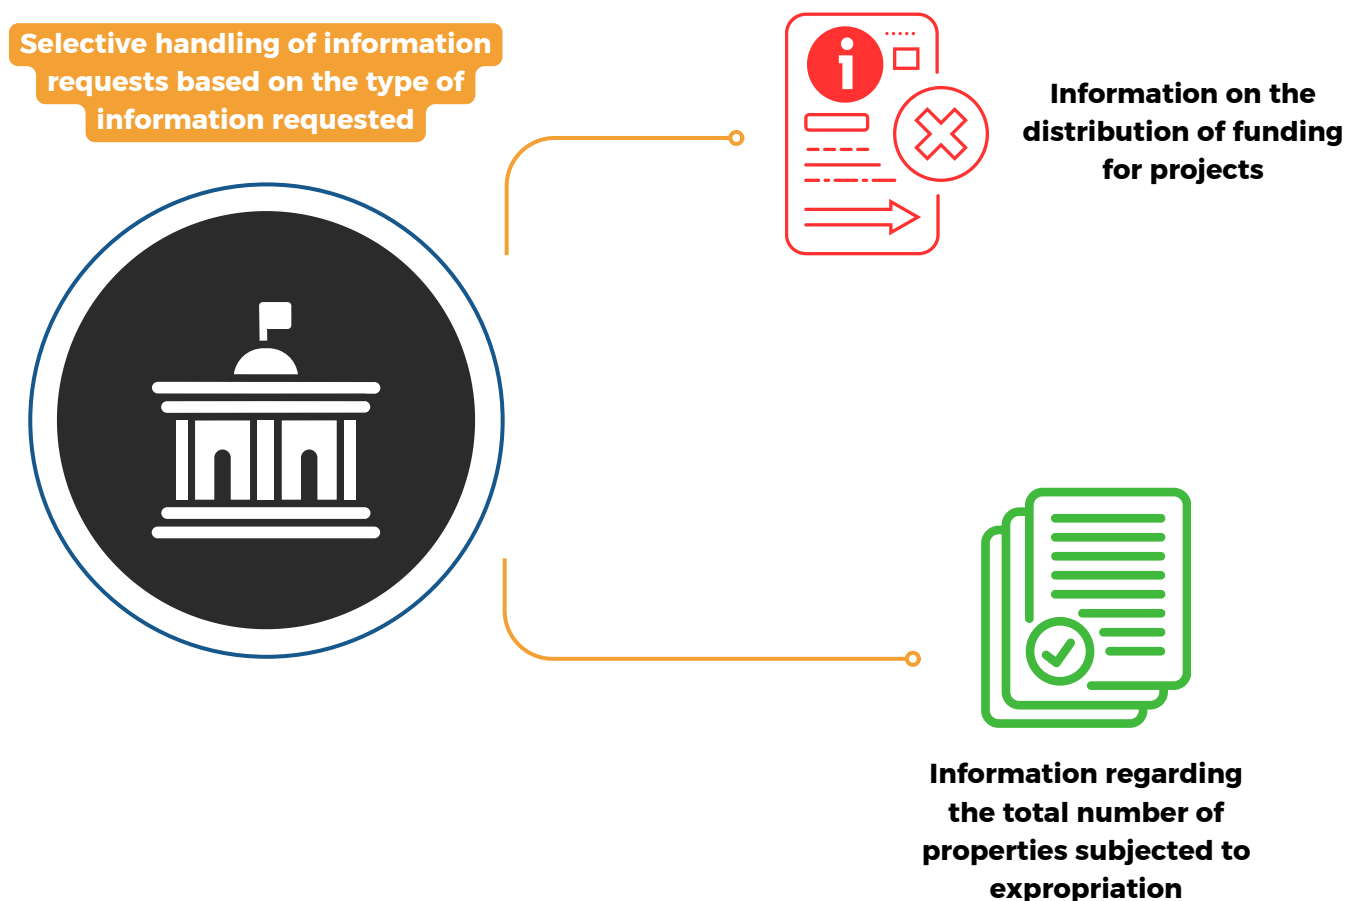 Selective handling of information
requests based on the type of
information requested
Information on the
distribution of funding
for projects
Information regarding
the total number of
properties subjected to
expropriation